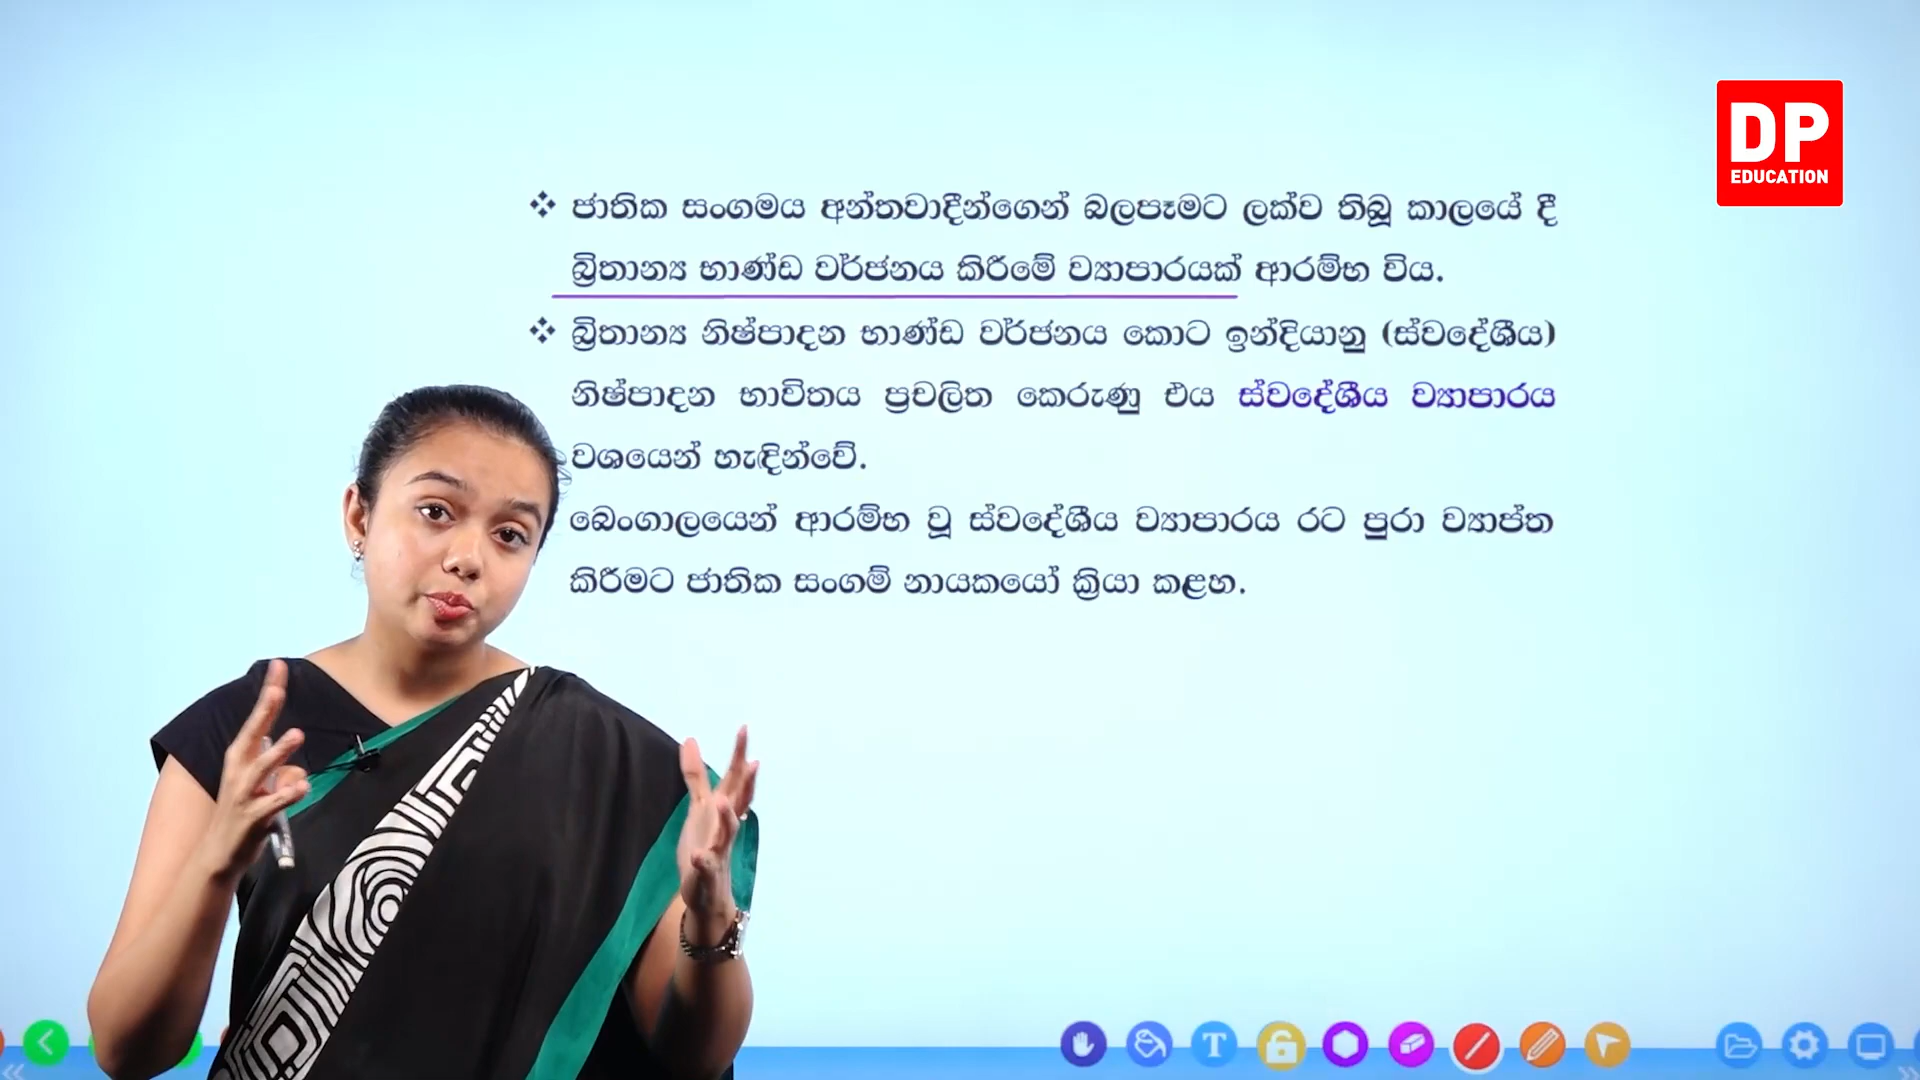 DP
EDUCATION
❖ ජාතික සංගමය අන්තවාදීන්ගෙන් බලපෑමට ලක්ව තිබූ කාලයේ දී
බ්‍රිතාන්‍ය භාණ්ඩ වර්ජනය කිරීමේ ව්‍යාපාරයක් ආරම්භ විය.
❖ බ්‍රිතාන්‍ය නිෂ්පාදන භාණ්ඩ වර්ජනය කොට ඉන්දියානු (ස්වදේශීය)
නිෂ්පාදන භාවිතය ප්‍රචලිත කෙරුණු එය ස්වදේශීය ව්‍යාපාරය
වශයෙන් හැඳින්වේ.
බෙංගාලයෙන් ආරම්භ වූ ස්වදේශීය ව්‍යාපාරය රට පුරා ව්‍යාප්ත
කිරීමට ජාතික සංගම් නායකයෝ ක්‍රියා කළහ.
T